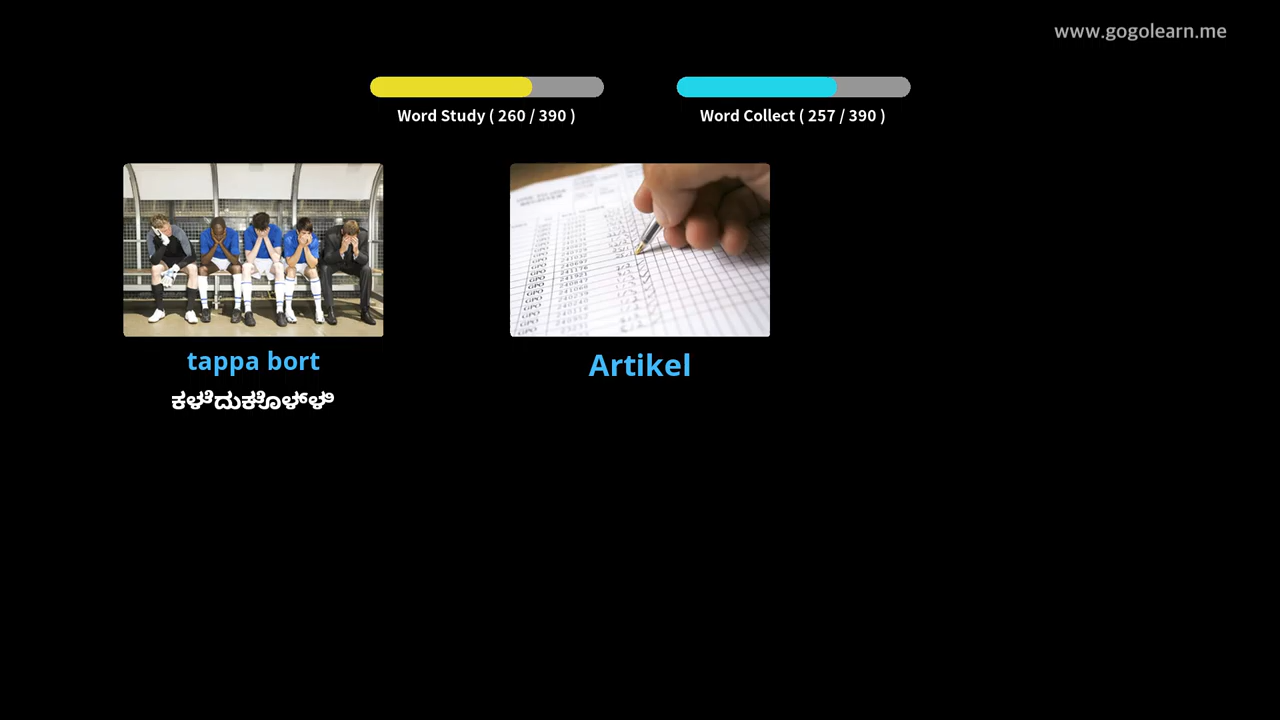 www.gogolearn.me
Word Study ( 260 / 390 )
Word Collect ( 257 / 390 )
tappa bort
ಕಳೆದುಕೊಳ್ಳಿ
Artikel